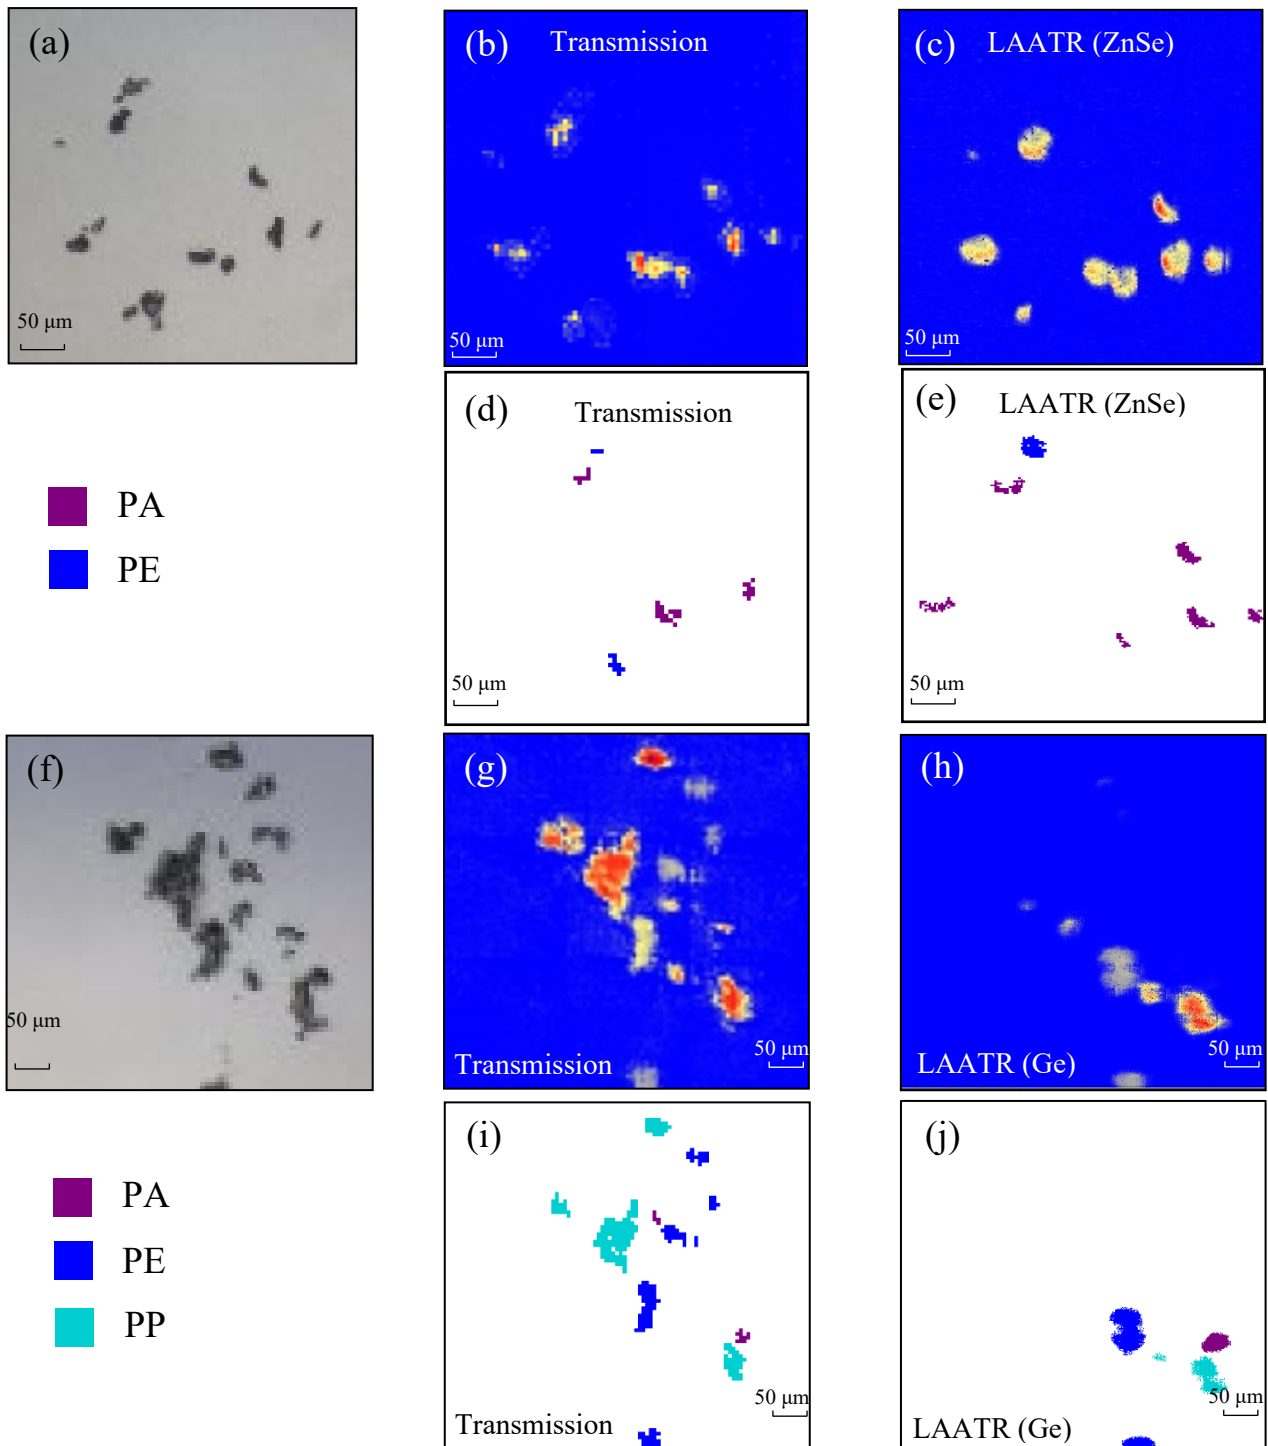 (a)
50 μm
(b)
Transmission
50 μm
(c)
LAATR (ZnSe)
50 μm
(d)
Transmission
50 μm
(e)
LAATR (ZnSe)
50 μm
PA
PE
(f)
50 μm
(g)
50 μm
Transmission
(h)
50 μm
LAATR (Ge)
(i)
50 μm
Transmission
(j)
50 μm
LAATR (Ge)
PA
PE
PP